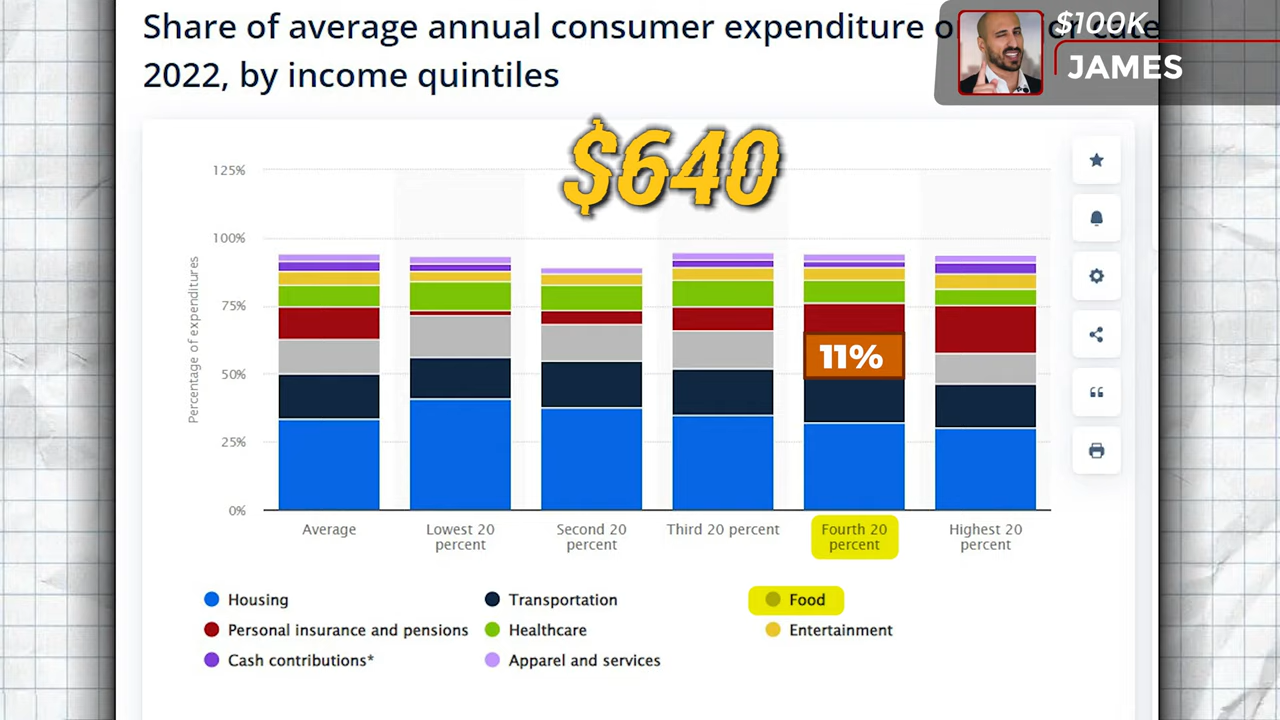 Share of average annual consumer expenditure o
2022, by income quintiles
$100K
JAMES
$640
125%
100%
75%
50%
25%
0%
Percentage of expenditures
11%
Average
Lowest 20
percent
Second 20
percent
Third 20 percent
Fourth 20
percent
Highest 20
percent
Housing
Transportation
Food
Personal insurance and pensions
Healthcare
Entertainment
Cash contributions*
Apparel and services